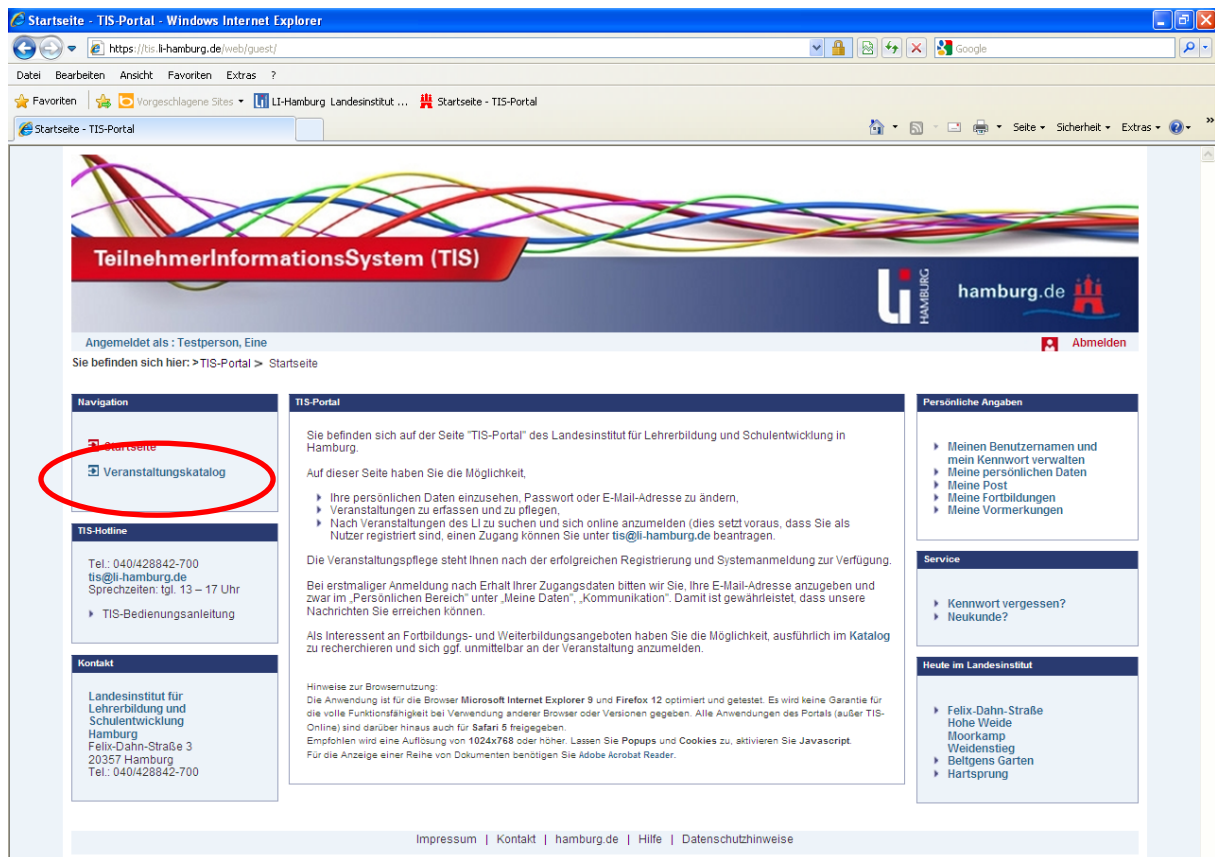 Startseite - TIS-Portal - Windows Internet Explorer
https://tis.li-hamburg.de/web/guest/
Google
Datei Bearbeiten Ansicht Favoriten Extras ?
Favoriten Vorgeschlagene Sites LI-Hamburg Landesinstitut ... Startseite - TIS-Portal
Startseite - TIS-Portal
Seite Sicherheit Extras
TeilnehmerInformationsSystem (TIS)
Li HAMBURG
hamburg.de
Angemeldet als : Testperson, Eine
Abmelden
Sie befinden sich hier: > TIS-Portal > Startseite
Navigation
Startseite
Veranstaltungskatalog
TIS-Hotline
Tel.: 040/428842-700
tis@li-hamburg.de
Sprechzeiten: tgl. 13 – 17 Uhr
TIS-Bedienungsanleitung
Kontakt
Landesinstitut für
Lehrerbildung und
Schulentwicklung
Hamburg
Felix-Dahn-Straße 3
20357 Hamburg
Tel.: 040/428842-700
TIS-Portal
Sie befinden sich auf der Seite "TIS-Portal" des Landesinstitut für Lehrerbildung und Schulentwicklung in
Hamburg.
Auf dieser Seite haben Sie die Möglichkeit,
Ihre persönlichen Daten einzusehen, Passwort oder E-Mail-Adresse zu ändern,
Veranstaltungen zu erfassen und zu pflegen,
Nach Veranstaltungen des LI zu suchen und sich online anzumelden (dies setzt voraus, dass Sie als
Nutzer registriert sind, einen Zugang können Sie unter tis@li-hamburg.de beantragen.
Die Veranstaltungspflege steht Ihnen nach der erfolgreichen Registrierung und Systemanmeldung zur Verfügung.
Bei erstmaliger Anmeldung nach Erhalt Ihrer Zugangsdaten bitten wir Sie, Ihre E-Mail-Adresse anzugeben und
zwar im „Persönlichen Bereich" unter „Meine Daten", „Kommunikation". Damit ist gewährleistet, dass unsere
Nachrichten Sie erreichen können.
Als Interessent an Fortbildungs- und Weiterbildungsangeboten haben Sie die Möglichkeit, ausführlich im Katalog
zu recherchieren und sich ggf. unmittelbar an der Veranstaltung anzumelden.
Hinweise zur Browsernutzung:
Die Anwendung ist für die Browser Microsoft Internet Explorer 9 und Firefox 12 optimiert und getestet. Es wird keine Garantie für
die volle Funktionsfähigkeit bei Verwendung anderer Browser oder Versionen gegeben. Alle Anwendungen des Portals (außer TIS-
Online) sind darüber hinaus auch für Safari 5 freigegeben.
Empfohlen wird eine Auflösung von 1024x768 oder höher. Lassen Sie Popups und Cookies zu, aktivieren Sie Javascript.
Für die Anzeige einer Reihe von Dokumenten benötigen Sie Adobe Acrobat Reader.
Persönliche Angaben
Meinen Benutzernamen und
mein Kennwort verwalten
Meine persönlichen Daten
Meine Post
Meine Fortbildungen
Meine Vormerkungen
Service
Kennwort vergessen?
Neukunde?
Heute im Landesinstitut
Felix-Dahn-Straße
Hohe Weide
Moorkamp
Weidenstieg
Beltgens Garten
Hartsprung
Impressum | Kontakt | hamburg.de | Hilfe | Datenschutzhinweise